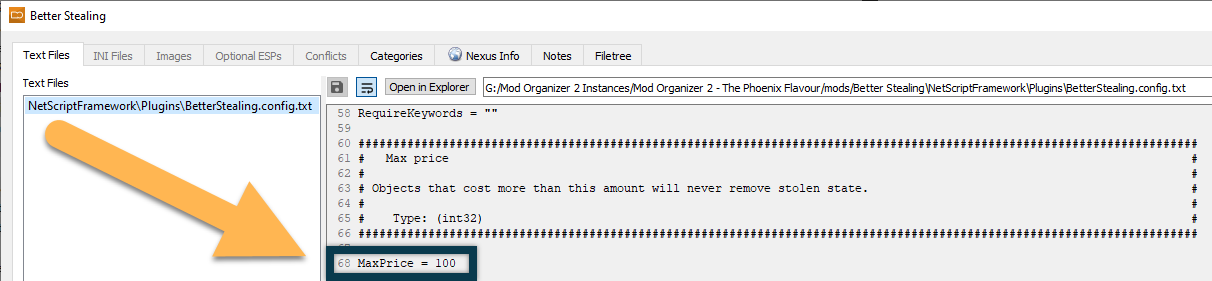 Better Stealing
Text Files INI Files Images Optional ESPs Conflicts Categories Nexus Info Notes Filetree
Text Files
NetScriptFramework\Plugins\BetterStealing.config.txt
Open in Explorer G:/Mod Organizer 2 Instances/Mod Organizer 2 - The Phoenix Flavour/mods/Better Stealing\NetScriptFramework\Plugins\BetterStealing.config.txt
58 RequireKeywords = ""
59
60 #######################################################################################################################
61 # Max price #
62 # #
63 # Objects that cost more than this amount will never remove stolen state. #
64 # #
65 # Type: (int32) #
66 #######################################################################################################################
68 MaxPrice = 100